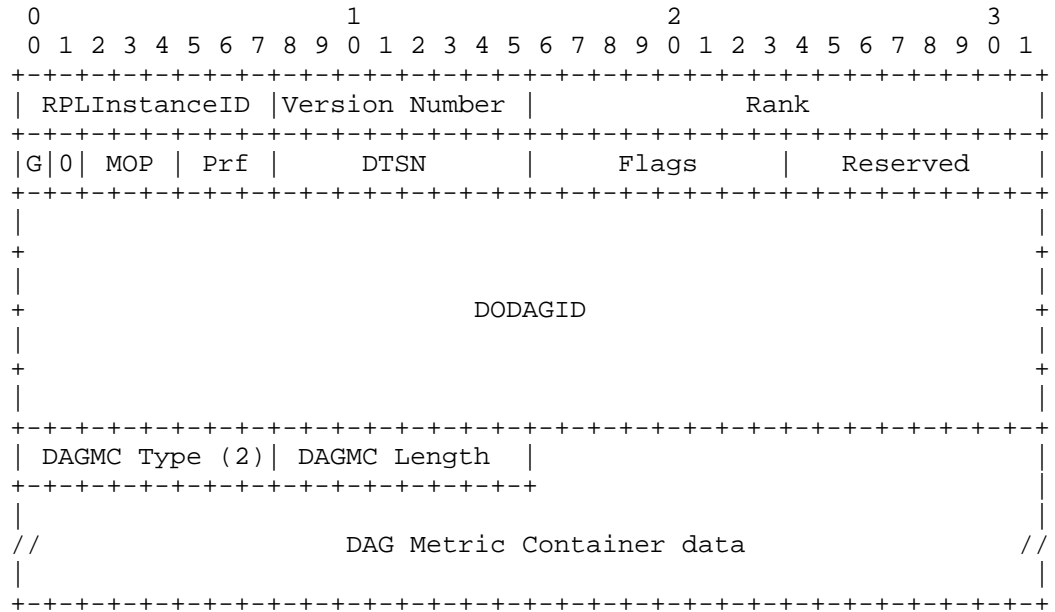 0                   1                   2                   3
 0 1 2 3 4 5 6 7 8 9 0 1 2 3 4 5 6 7 8 9 0 1 2 3 4 5 6 7 8 9 0 1
+-+-+-+-+-+-+-+-+-+-+-+-+-+-+-+-+-+-+-+-+-+-+-+-+-+-+-+-+-+-+-+-+
| RPLInstanceID |Version Number |             Rank              |
+-+-+-+-+-+-+-+-+-+-+-+-+-+-+-+-+-+-+-+-+-+-+-+-+-+-+-+-+-+-+-+-+
|G|0| MOP | Prf |     DTSN      |     Flags     |   Reserved    |
+-+-+-+-+-+-+-+-+-+-+-+-+-+-+-+-+-+-+-+-+-+-+-+-+-+-+-+-+-+-+-+-+
|                                                               |
+                                                               +
|                                                               |
+                            DODAGID                            +
|                                                               |
+                                                               +
|                                                               |
+-+-+-+-+-+-+-+-+-+-+-+-+-+-+-+-+-+-+-+-+-+-+-+-+-+-+-+-+-+-+-+-+
| DAGMC Type (2)| DAGMC Length  |                               |
+-+-+-+-+-+-+-+-+-+-+-+-+-+-+-+-+                               |
|                                                               |
//                   DAG Metric Container data                 //
|                                                               |
+-+-+-+-+-+-+-+-+-+-+-+-+-+-+-+-+-+-+-+-+-+-+-+-+-+-+-+-+-+-+-+-+